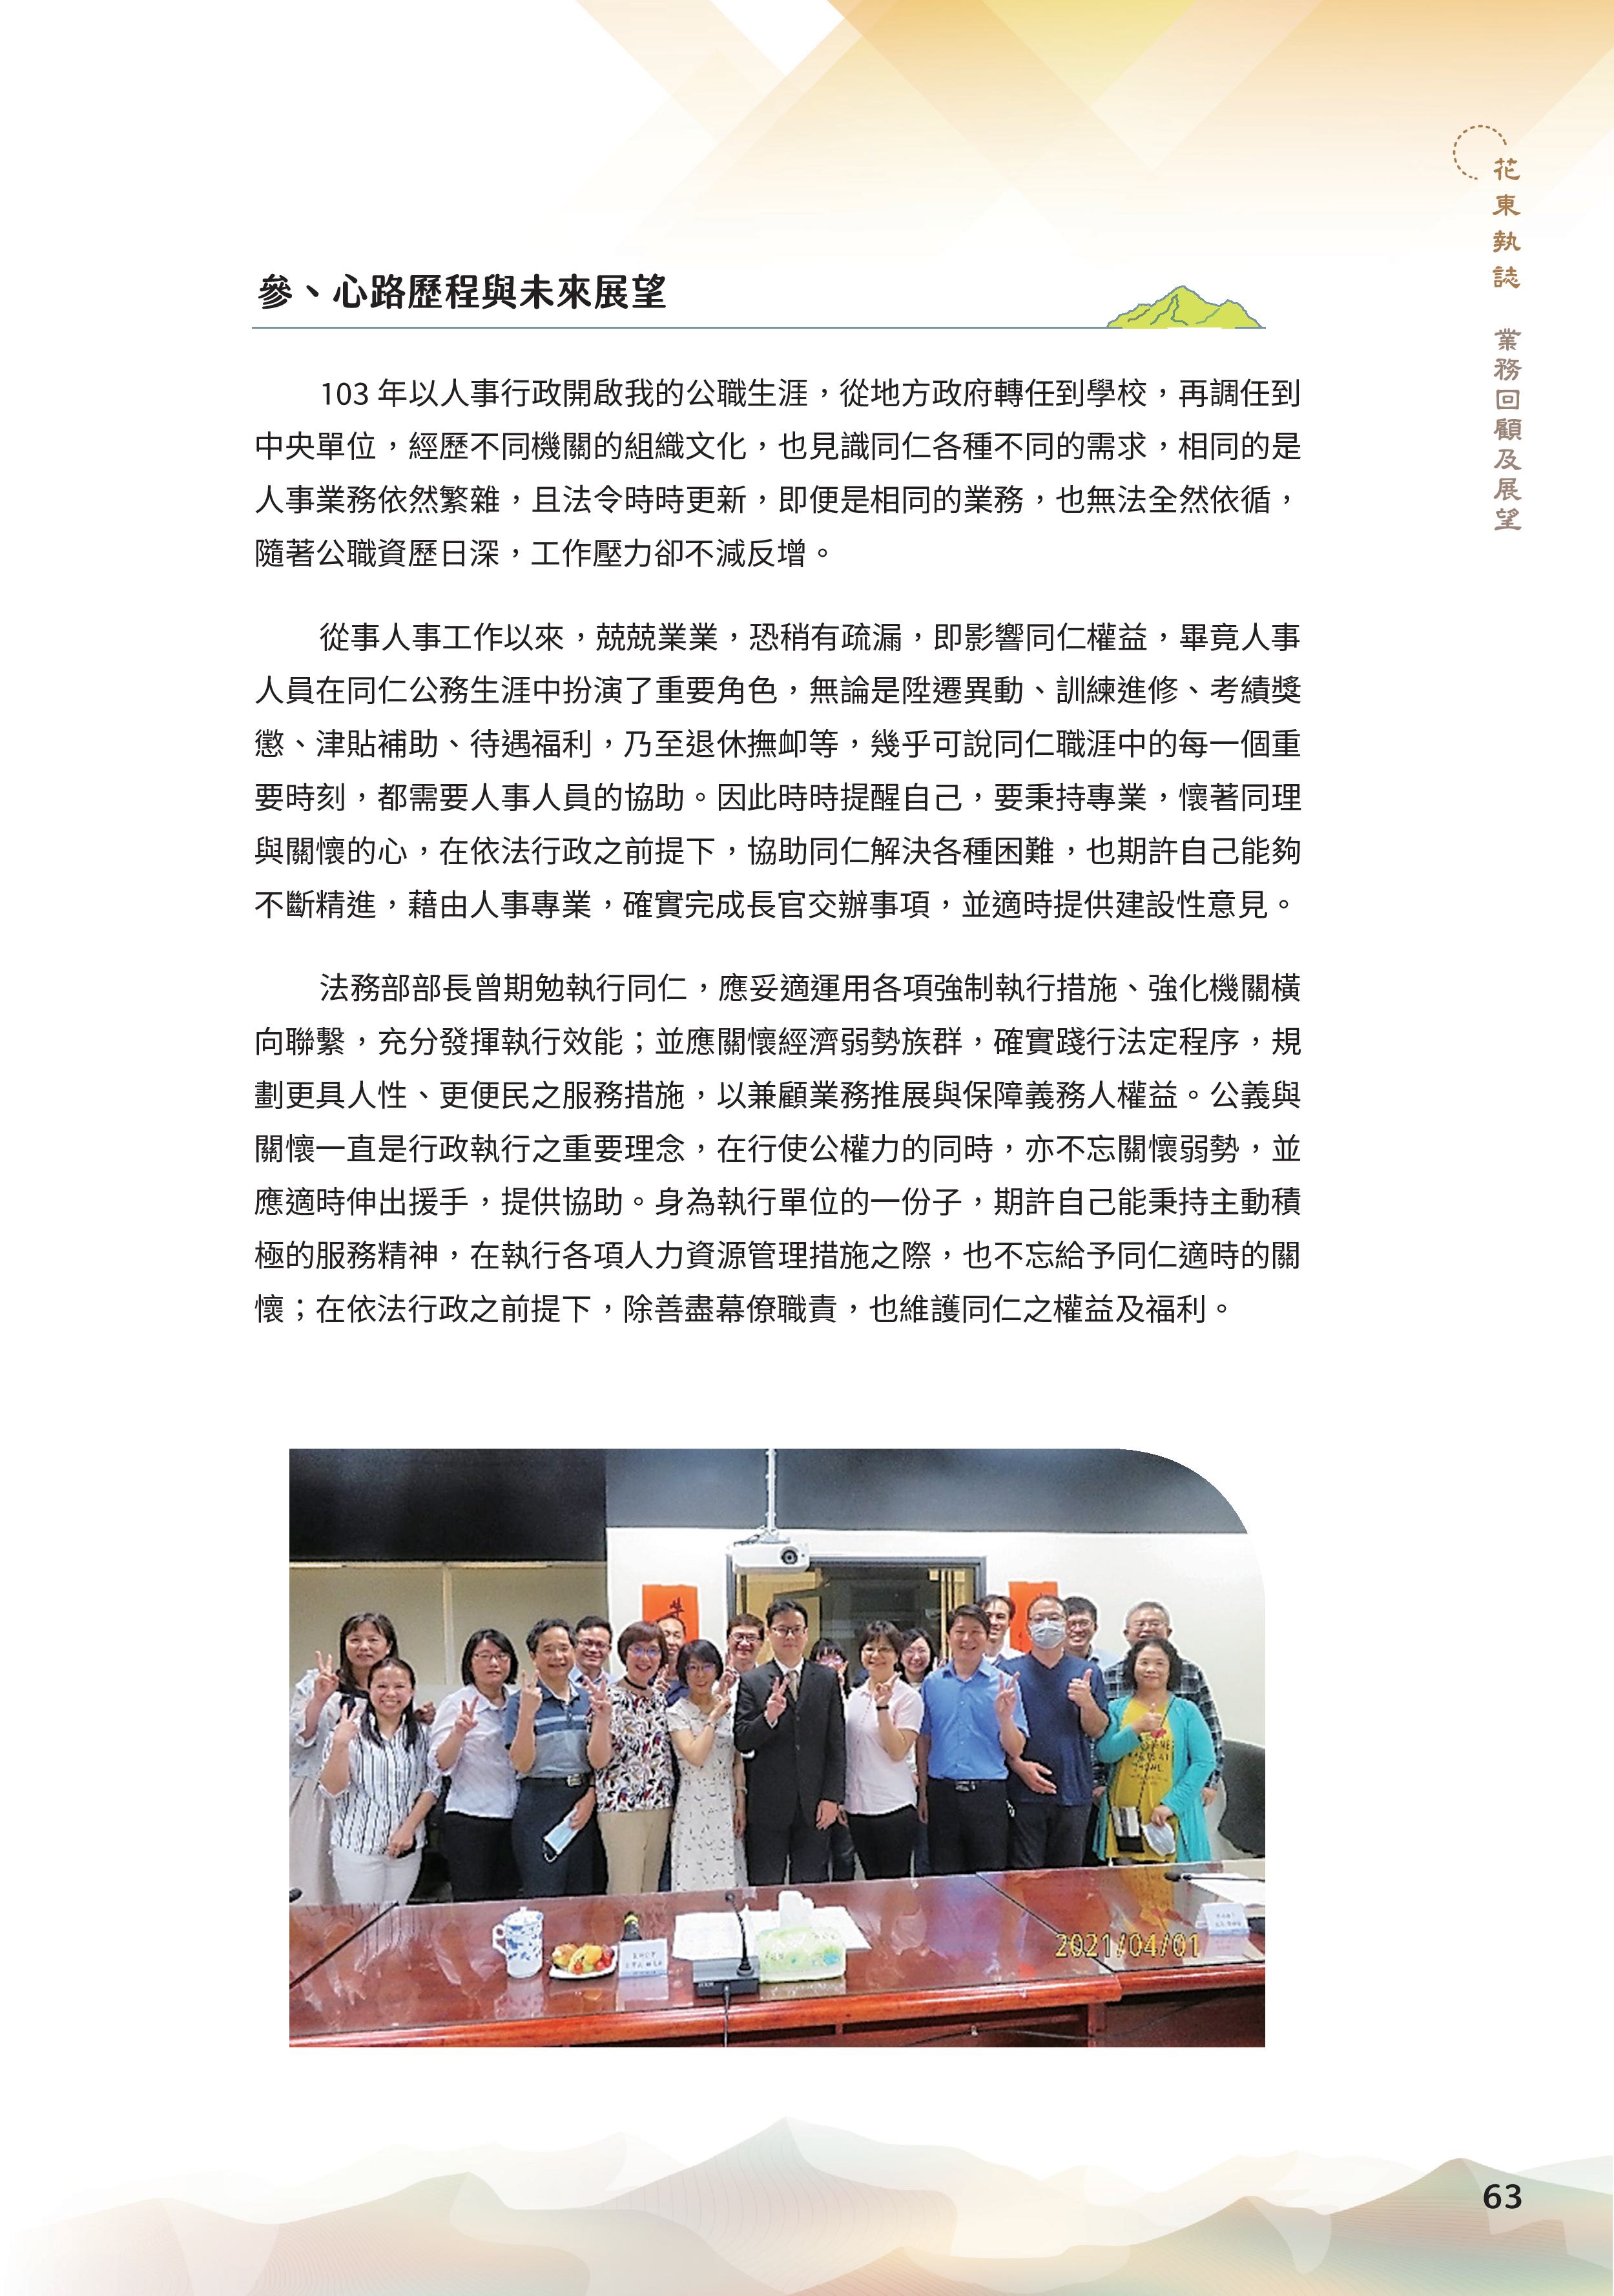 花東執誌
業務回顧及展望
參、心路歷程與未來展望
103 年以人事行政開啟我的公職生涯，從地方政府轉任到學校，再調任到
中央單位，經歷不同機關的組織文化，也見識同仁各種不同的需求，相同的是
人事業務依然繁雜，且法令時時更新，即便是相同的業務，也無法全然依循，
隨著公職資歷日深，工作壓力卻不減反增。
從事人事工作以來，兢兢業業，恐稍有疏漏，即影響同仁權益，畢竟人事
人員在同仁公務生涯中扮演了重要角色，無論是陞遷異動、訓練進修、考績獎
懲、津貼補助、待遇福利，乃至退休撫卹等，幾乎可說同仁職涯中的每一個重
要時刻，都需要人事人員的協助。因此時時提醒自己，要秉持專業，懷著同理
與關懷的心，在依法行政之前提下，協助同仁解決各種困難，也期許自己能夠
不斷精進，藉由人事專業，確實完成長官交辦事項，並適時提供建設性意見。
法務部部長曾期勉執行同仁，應妥適運用各項強制執行措施、強化機關橫
向聯繫，充分發揮執行效能；並應關懷經濟弱勢族群，確實踐行法定程序，規
劃更具人性、更便民之服務措施，以兼顧業務推展與保障義務人權益。公義與
關懷一直是行政執行之重要理念，在行使公權力的同時，亦不忘關懷弱勢，並
應適時伸出援手，提供協助。身為執行單位的一份子，期許自己能秉持主動積
極的服務精神，在執行各項人力資源管理措施之際，也不忘給予同仁適時的關
懷；在依法行政之前提下，除善盡幕僚職責，也維護同仁之權益及福利。
2021/04/01
63